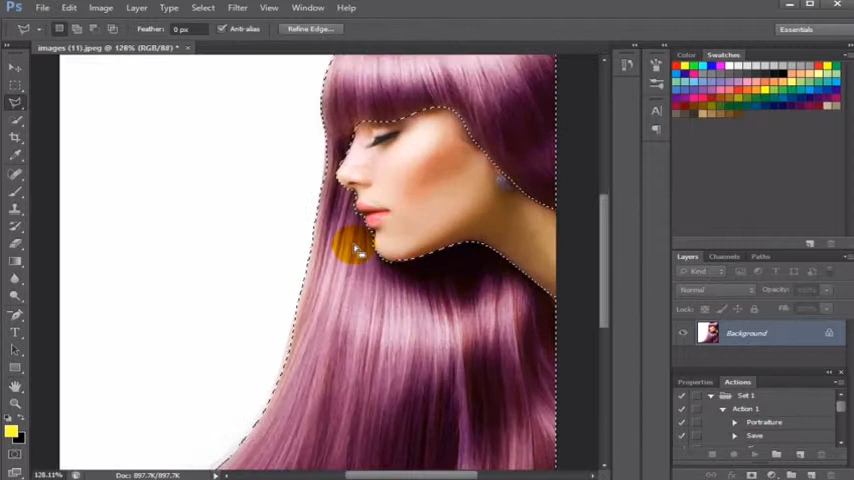 Ps File Edit Image Layer Type Select Filter View Window Help
Feather: 0 px Anti-alias Refine Edge... Essentials
images (11).jpeg @ 128% (RGB/8#) * ×
Color Swatches
Layers Channels Paths
Kind
Normal Opacity:
Lock: Fill:
Background
Properties Actions
Set 1
Action 1
Portraiture
Save
128.11% Doc: 897.7K/897.7K